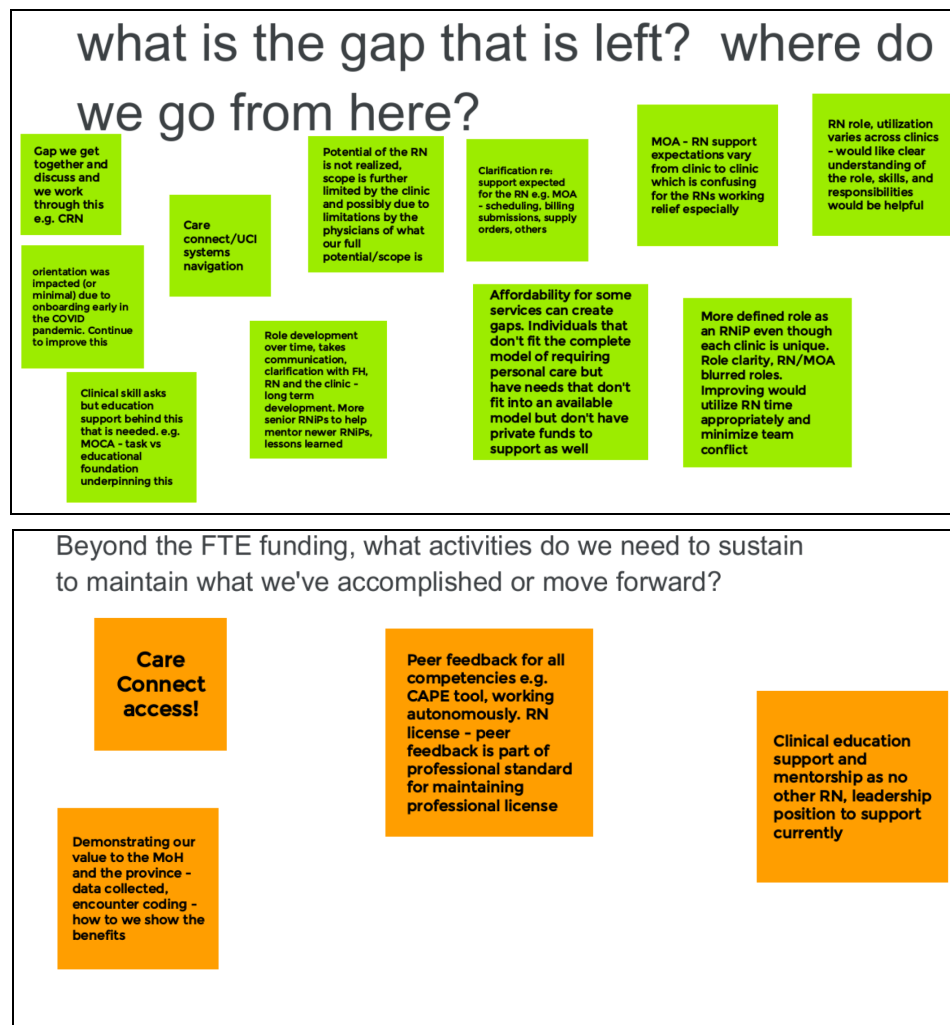 what is the gap that is left?  where do
we go from here?
Gap we get
together and
discuss and
we work
through this
e.g. CRN
Care
connect/UCI
systems
navigation
Potential of the RN
is not realized,
scope is further
limited by the clinic
and possibly due to
limitations by the
physicians of what
our full
potential/scope is
Clarification re:
support expected
for the RN e.g. MOA
- scheduling, billing
submissions, supply
orders, others
MOA - RN support
expectations vary
from clinic to clinic
which is confusing
for the RNs working
relief especially
RN role, utilization
varies across clinics
- would like clear
understanding of
the role, skills, and
responsibilities
would be helpful
orientation was
impacted (or
minimal) due to
onboarding early in
the COVID
pandemic. Continue
to improve this
Clinical skill asks
but education
support behind this
that is needed. e.g.
MOCA - task vs
educational
foundation
underpinning this
Role development
over time, takes
communication,
clarification with FH,
RN and the clinic -
long term
development. More
senior RNiPs to help
mentor newer RNiPs,
lessons learned
Affordability for some
services can create
gaps. Individuals that
don't fit the complete
model of requiring
personal care but
have needs that don't
fit into an available
model but don't have
private funds to
support as well
More defined role as
an RNiP even though
each clinic is unique.
Role clarity, RN/MOA
blurred roles.
Improving would
utilize RN time
appropriately and
minimize team
conflict
Beyond the FTE funding, what activities do we need to sustain
to maintain what we've accomplished or move forward?
Care
Connect
access!
Peer feedback for all
competencies e.g.
CAPE tool, working
autonomously. RN
license - peer
feedback is part of
professional standard
for maintaining
professional license
Clinical education
support and
mentorship as no
other RN, leadership
position to support
currently
Demonstrating our
value to the MoH
and the province -
data collected,
encounter coding -
how to we show the
benefits